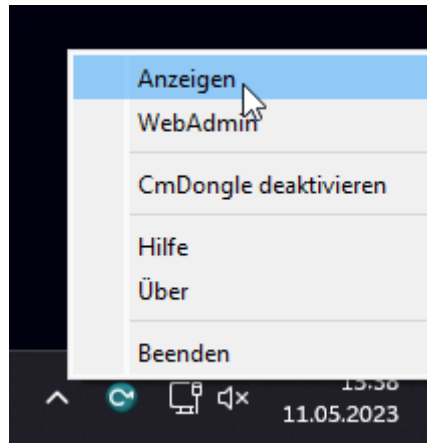 Anzeigen
WebAdmin
CmDongle deaktivieren
Hilfe
Über
Beenden
11.05.2023